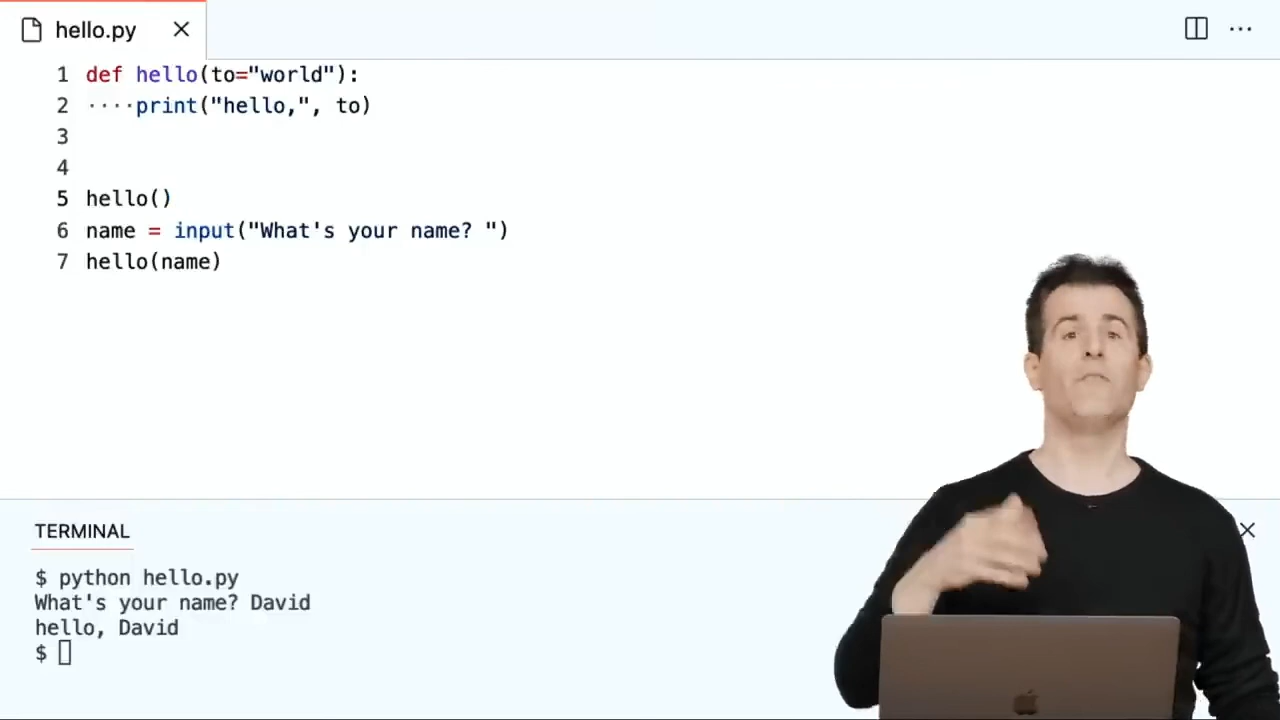 hello.py
1 def hello(to="world"):
2 ····print("hello,", to)
3
4
5 hello()
6 name = input("What's your name? ")
7 hello(name)
TERMINAL
$ python hello.py
What's your name? David
hello, David
$